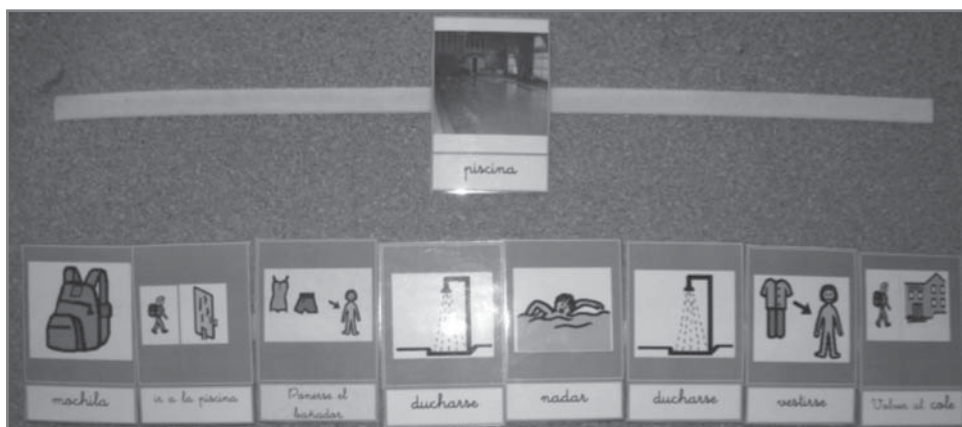 piscina
mochila
ir a la piscina
Ponerse el
bañador
ducharse
nadar
ducharse
vestirse
Volver al cole